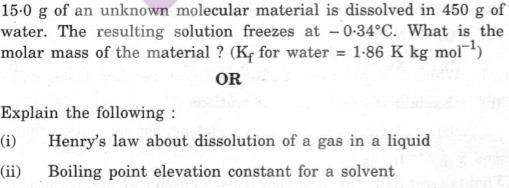 15·0 g of an unknown molecular material is dissolved in 450 g of
water. The resulting solution freezes at – 0·34°C. What is the
molar mass of the material ? (K_f for water = 1·86 K kg mol⁻¹)
OR
Explain the following :
(i) Henry's law about dissolution of a gas in a liquid
(ii) Boiling point elevation constant for a solvent